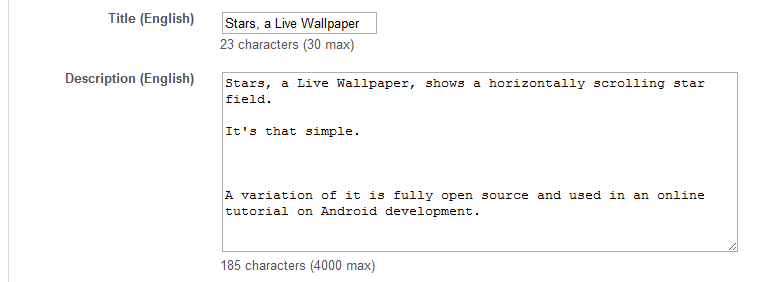 Title (English)
Stars, a Live Wallpaper
23 characters (30 max)
Description (English)
Stars, a Live Wallpaper, shows a horizontally scrolling star
field.
It's that simple.
A variation of it is fully open source and used in an online
tutorial on Android development.
185 characters (4000 max)